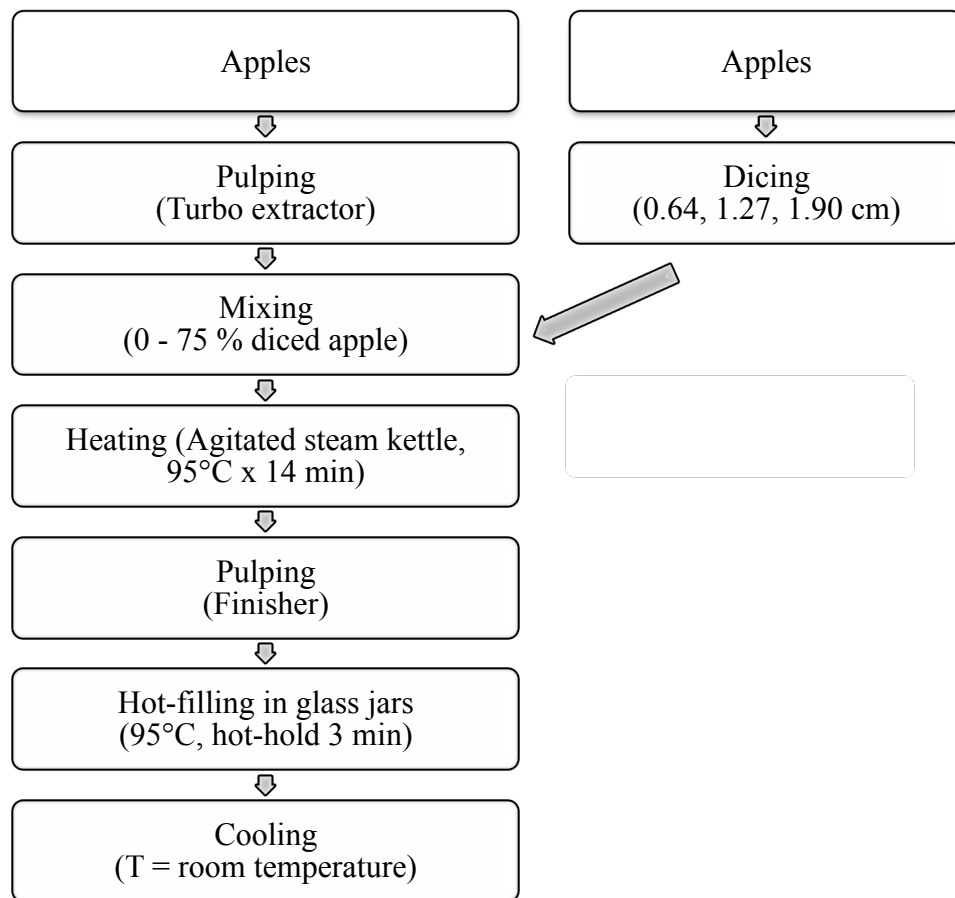 Apples
Pulping
(Turbo extractor)
Mixing
(0 - 75 % diced apple)
Heating (Agitated steam kettle,
95°C x 14 min)
Pulping
(Finisher)
Hot-filling in glass jars
(95°C, hot-hold 3 min)
Cooling
(T = room temperature)
Apples
Dicing
(0.64, 1.27, 1.90 cm)